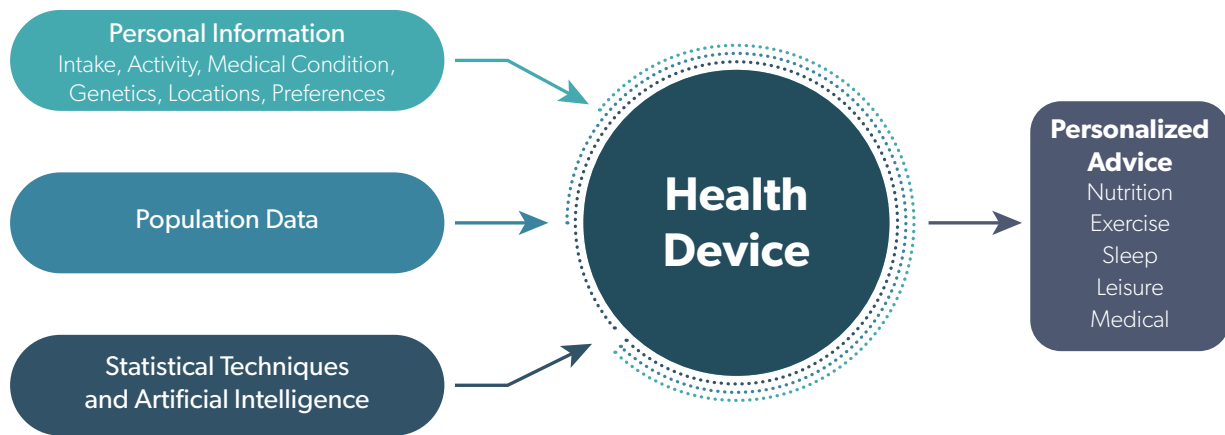 Personal Information
Intake, Activity, Medical Condition,
Genetics, Locations, Preferences
Population Data
Statistical Techniques
and Artificial Intelligence
Health
Device
Personalized
Advice
Nutrition
Exercise
Sleep
Leisure
Medical